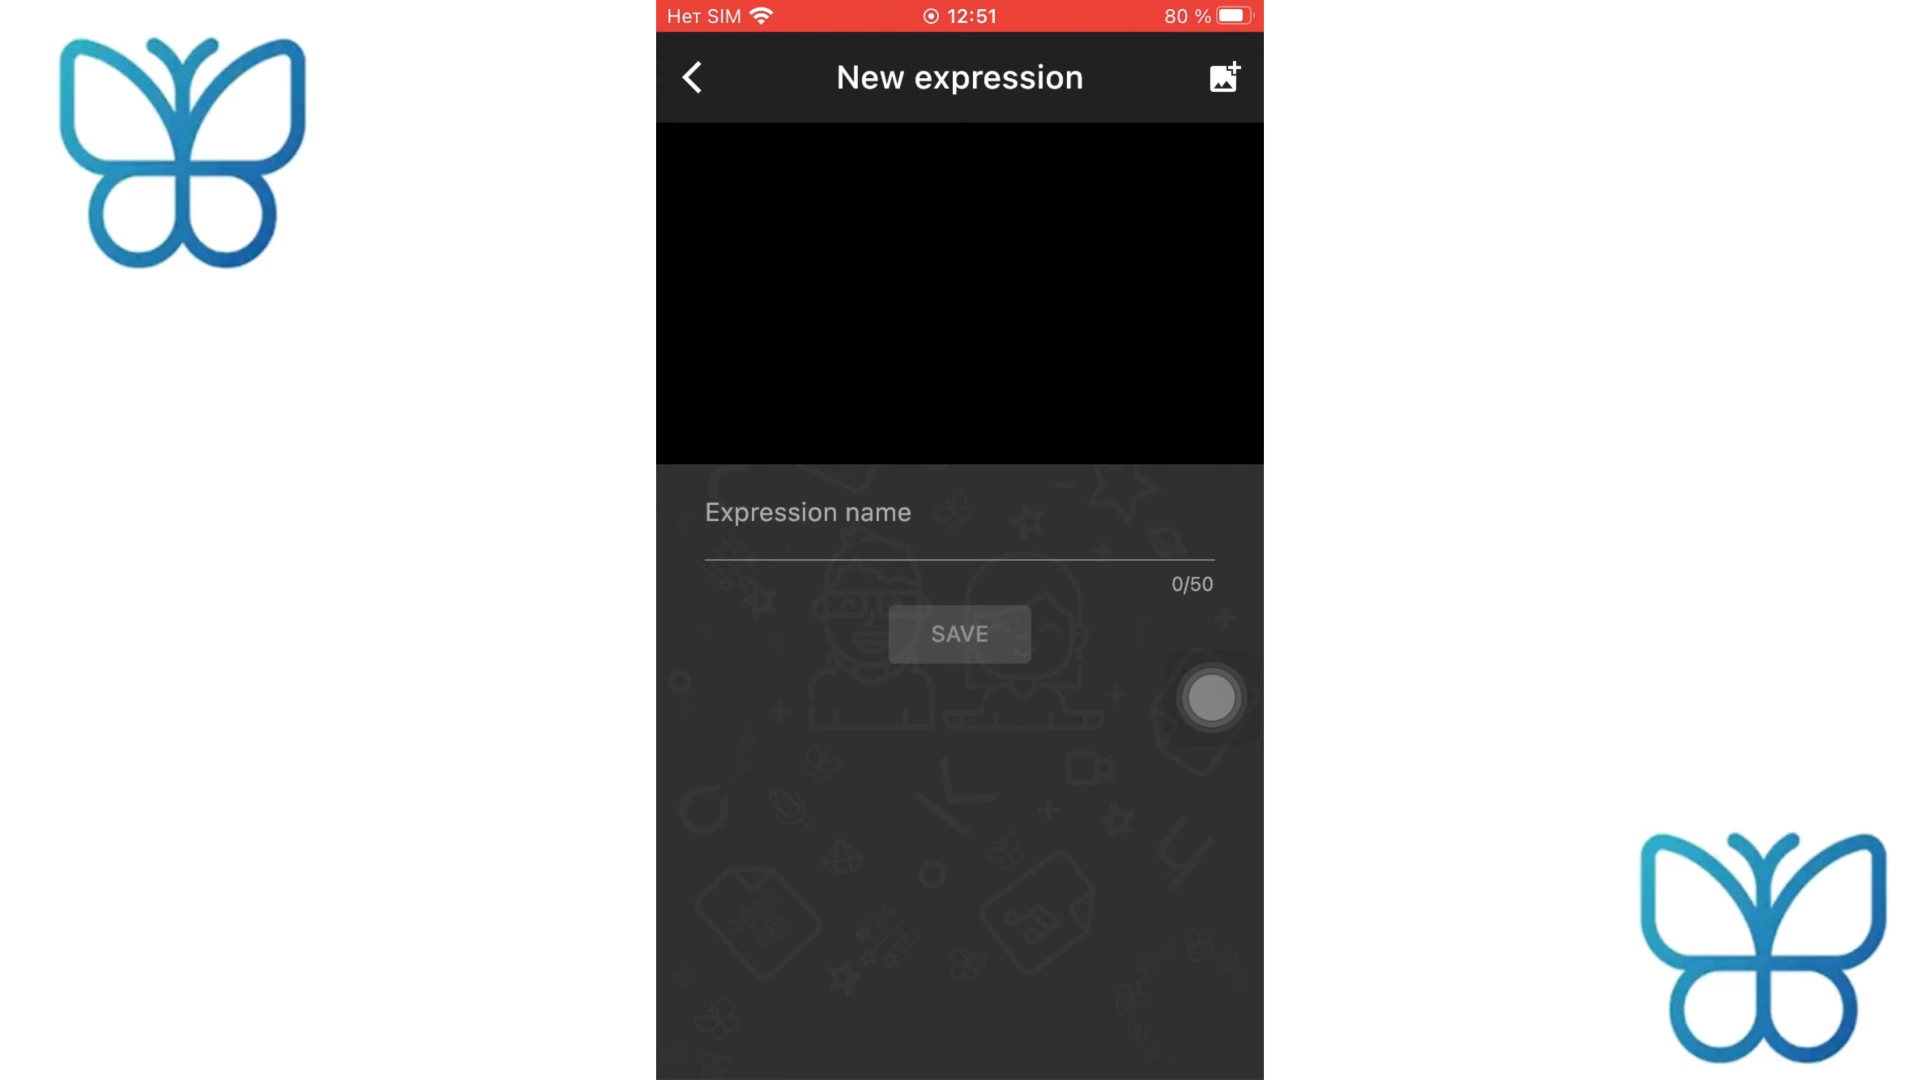 Нет SIM 12:51 80 %
New expression
Expression name
0/50
SAVE